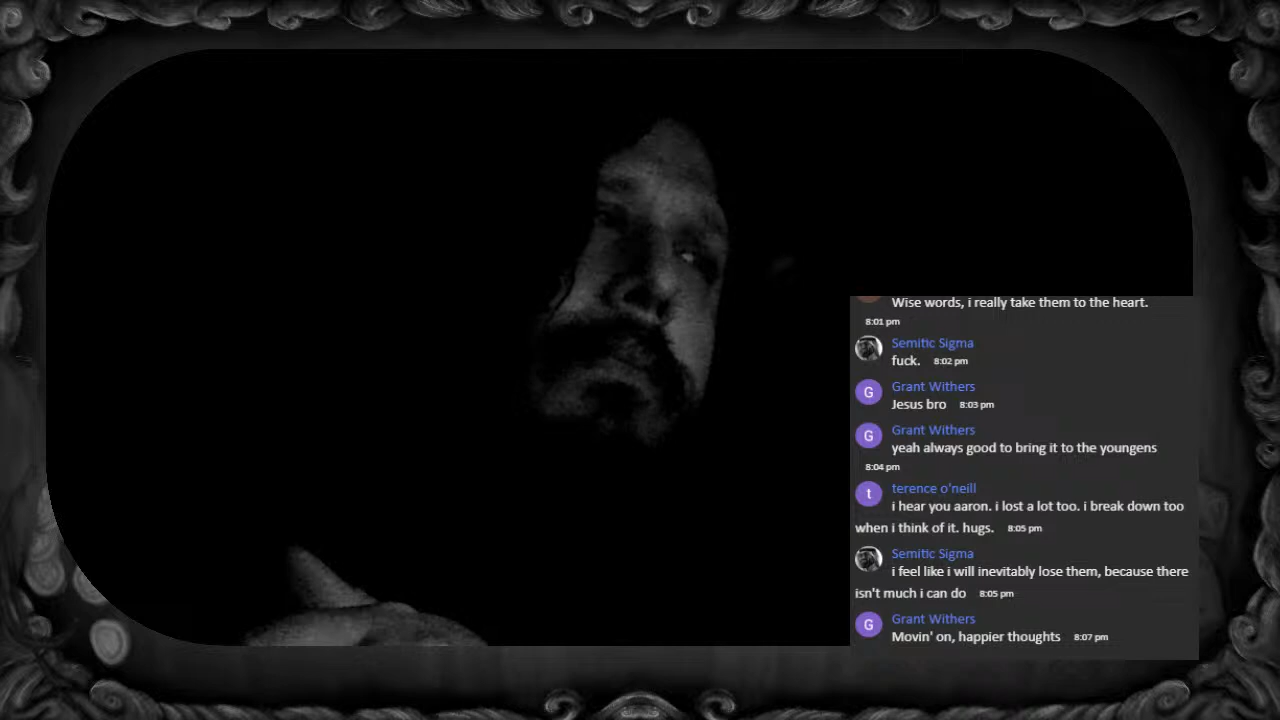 Wise words, i really take them to the heart.
8:01 pm
Semitic Sigma
fuck. 8:02 pm
G
Grant Withers
Jesus bro 8:03 pm
G
Grant Withers
yeah always good to bring it to the youngens
8:04 pm
t
terence o'neill
i hear you aaron. i lost a lot too. i break down too
when i think of it. hugs. 8:05 pm
Semitic Sigma
i feel like i will inevitably lose them, because there
isn't much i can do 8:05 pm
G
Grant Withers
Movin' on, happier thoughts 8:07 pm